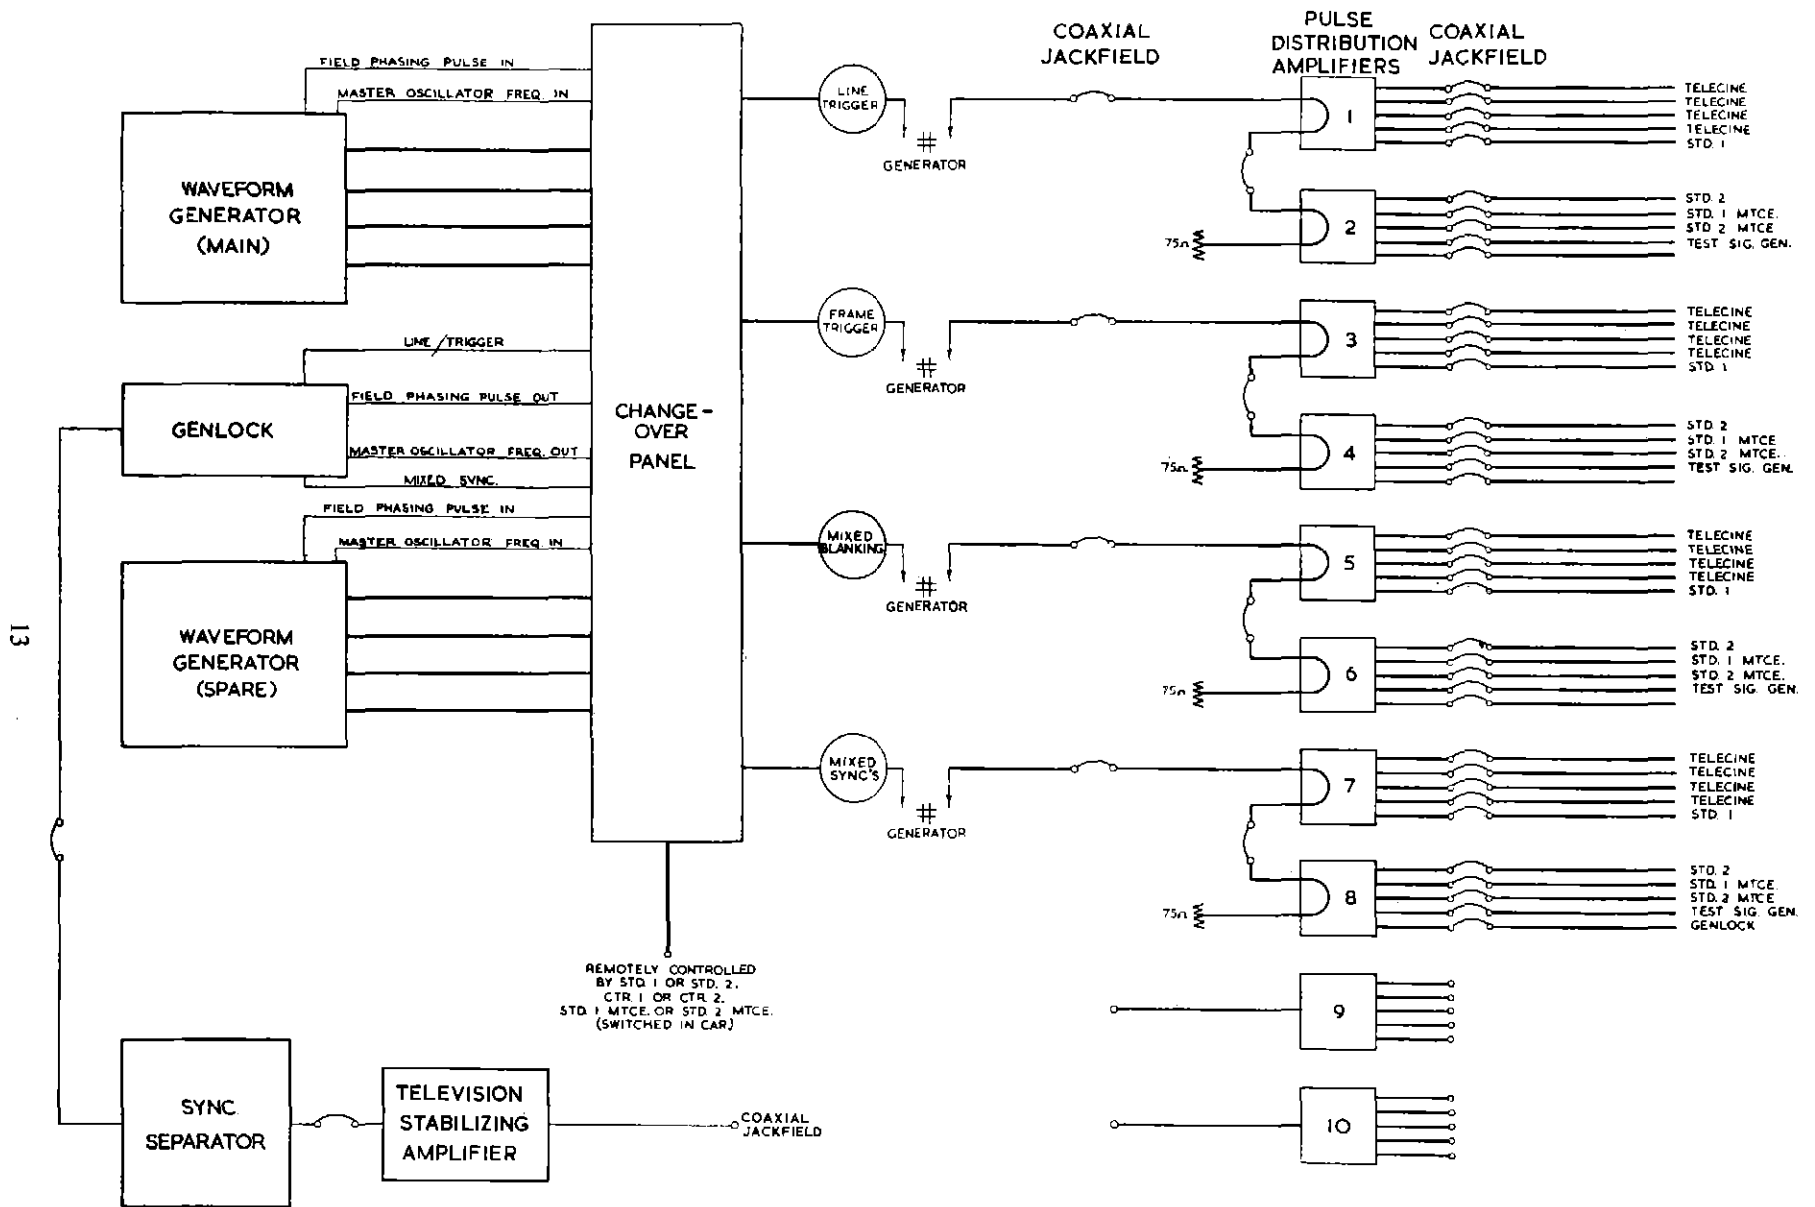 COAXIAL
JACKFIELD
PULSE
DISTRIBUTION
AMPLIFIERS
COAXIAL
JACKFIELD
FIELD PHASING PULSE IN
MASTER OSCILLATOR FREQ. IN
WAVEFORM
GENERATOR
(MAIN)
LINE/TRIGGER
FIELD PHASING PULSE OUT
GENLOCK
MASTER OSCILLATOR FREQ. OUT
MIXED SYNC.
FIELD PHASING PULSE IN
MASTER OSCILLATOR FREQ. IN
WAVEFORM
GENERATOR
(SPARE)
13
CHANGE-
OVER
PANEL
REMOTELY CONTROLLED
BY STD. 1 OR STD. 2.
CTR. 1 OR CTR. 2.
STD. 1 MTCE. OR STD. 2 MTCE.
(SWITCHED IN CAR)
SYNC.
SEPARATOR
TELEVISION
STABILIZING
AMPLIFIER
COAXIAL
JACKFIELD
LINE
TRIGGER
#
GENERATOR
1
TELECINE
TELECINE
TELECINE
TELECINE
STD. 1
75Ω
2
STD. 2
STD. 1 MTCE.
STD. 2 MTCE
TEST SIG. GEN.
FRAME
TRIGGER
#
GENERATOR
3
TELECINE
TELECINE
TELECINE
TELECINE
STD. 1
75Ω
4
STD. 2
STD. 1 MTCE
STD. 2 MTCE.
TEST SIG. GEN.
MIXED
BLANKING
#
GENERATOR
5
TELECINE
TELECINE
TELECINE
TELECINE
STD. 1
75Ω
6
STD. 2
STD. 1 MTCE.
STD. 2 MTCE.
TEST SIG. GEN.
MIXED
SYNC'S
#
GENERATOR
7
TELECINE
TELECINE
TELECINE
TELECINE
STD. 1
75Ω
8
STD. 2
STD. 1 MTCE.
STD. 2 MTCE
TEST SIG. GEN.
GENLOCK
9
10